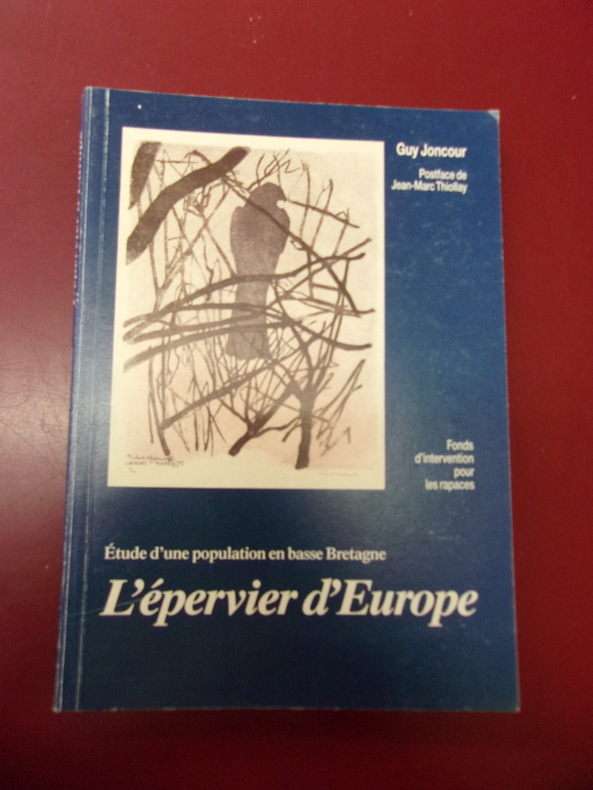 Guy Joncour
Postface de
Jean-Marc Thiollay
Fonds
d'intervention
pour
les rapaces
Étude d'une population en basse Bretagne
L'épervier d'Europe